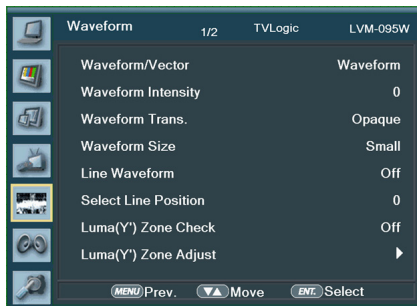 Waveform 1/2 TVLogic LVM-095W
Waveform/Vector Waveform
Waveform Intensity 0
Waveform Trans. Opaque
Waveform Size Small
Line Waveform Off
Select Line Position 0
Luma(Y') Zone Check Off
Luma(Y') Zone Adjust
MENU Prev. ▼▲ Move ENT. Select